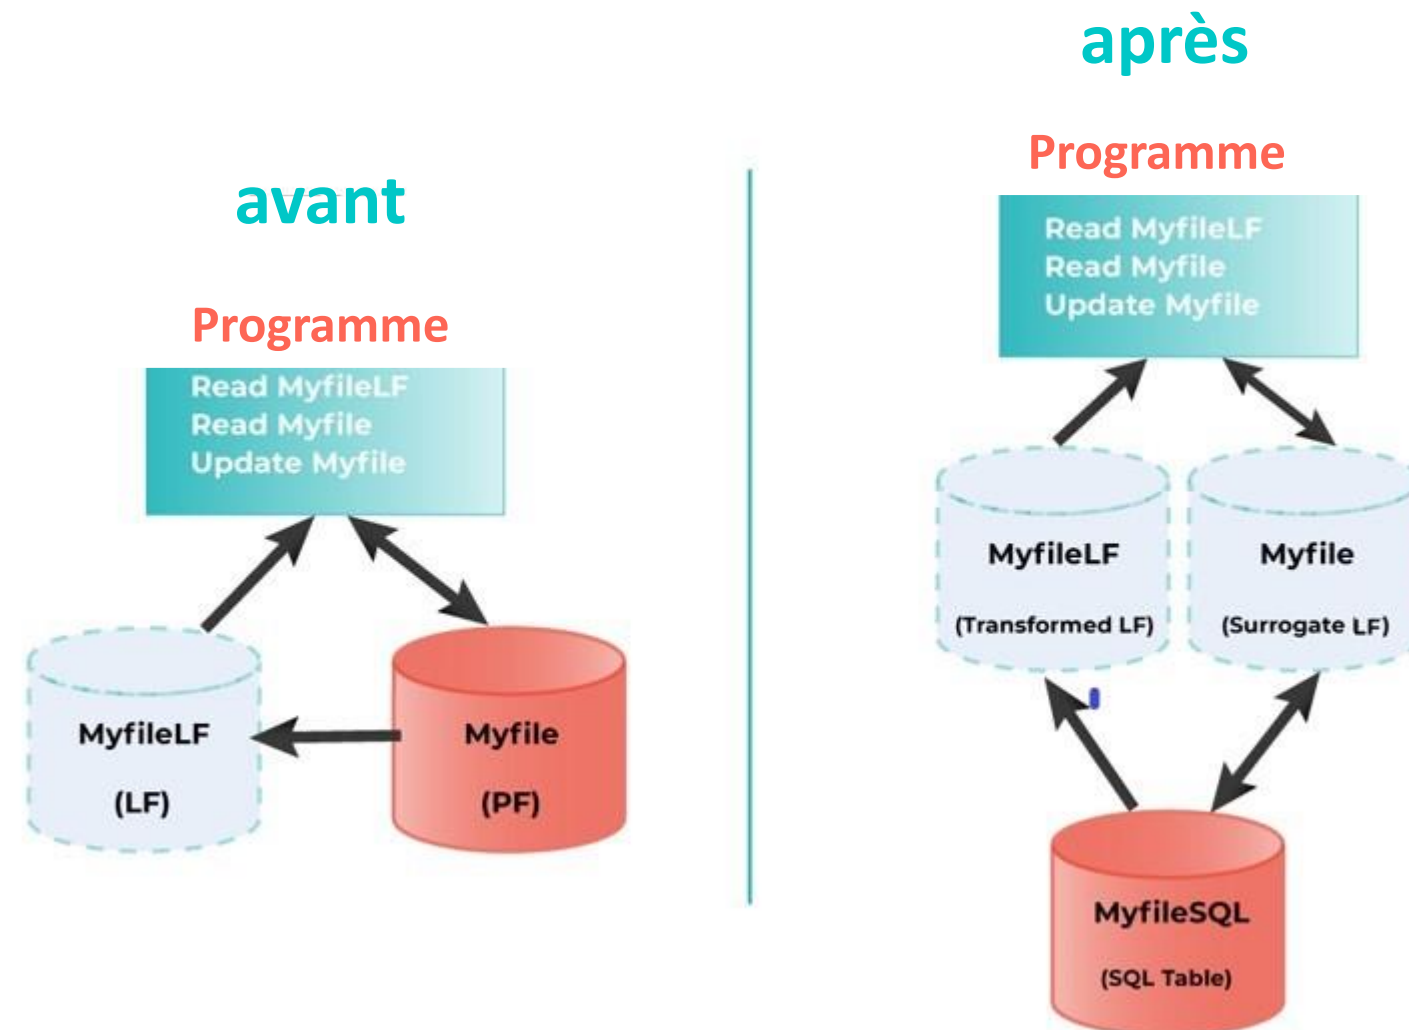 avant
Programme
Read MyfileLF
Read Myfile
Update Myfile
MyfileLF
(LF)
Myfile
(PF)
après
Programme
Read MyfileLF
Read Myfile
Update Myfile
MyfileLF
(Transformed LF)
Myfile
(Surrogate LF)
MyfileSQL
(SQL Table)